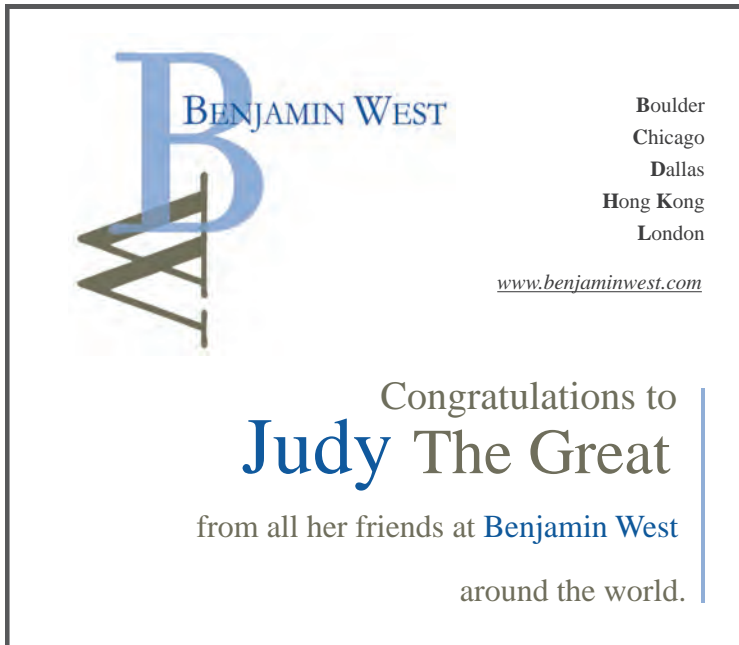 B
BENJAMIN WEST
W
Boulder
Chicago
Dallas
Hong Kong
London
www.benjaminwest.com
Congratulations to
Judy The Great
from all her friends at Benjamin West
around the world.